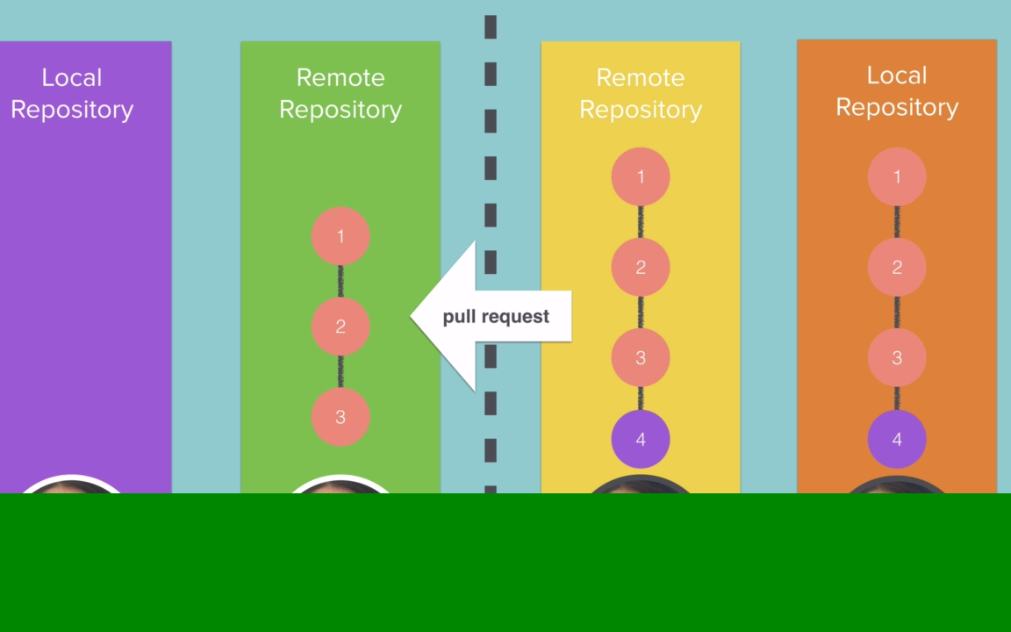 Local
Repository
Remote
Repository
1
2
3
pull request
Remote
Repository
1
2
3
4
Local
Repository
1
2
3
4